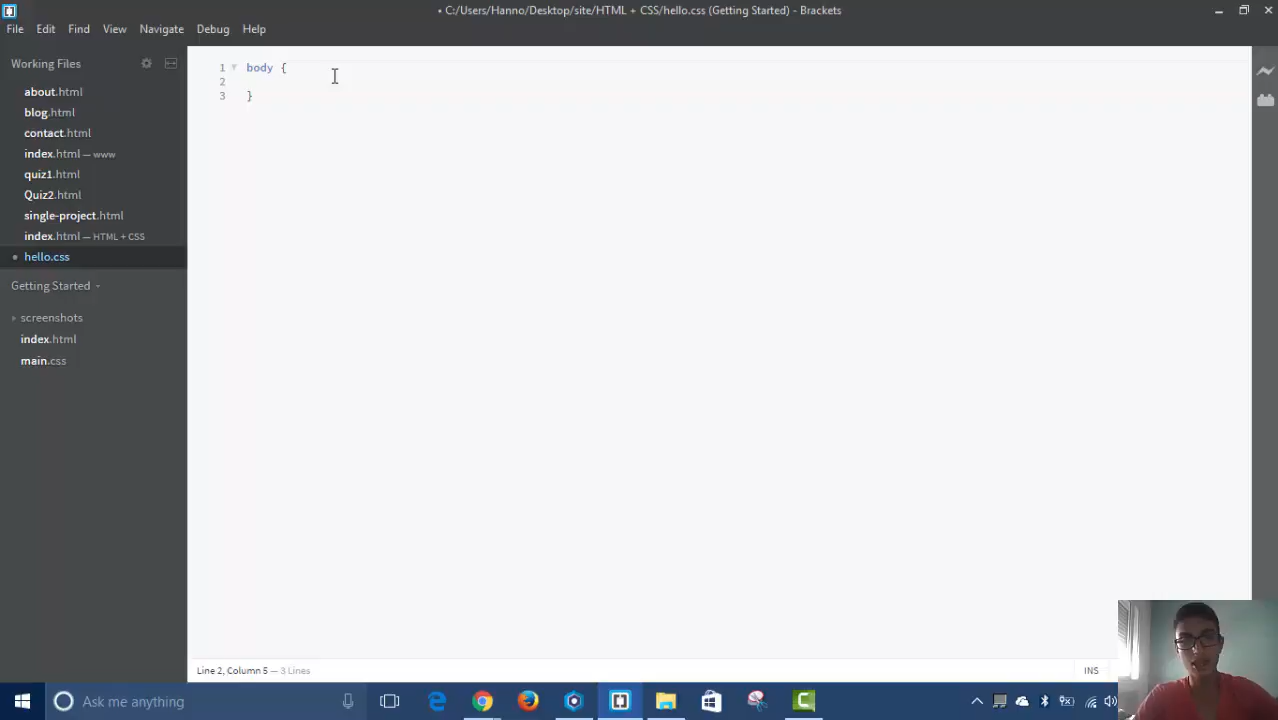 • C:/Users/Hanno/Desktop/site/HTML + CSS/hello.css (Getting Started) - Brackets
File Edit Find View Navigate Debug Help
Working Files
about.html
blog.html
contact.html
index.html — www
quiz1.html
Quiz2.html
single-project.html
index.html — HTML + CSS
hello.css
Getting Started
screenshots
index.html
main.css
1 body {
2
3 }
Line 2, Column 5 — 3 Lines
INS
Ask me anything